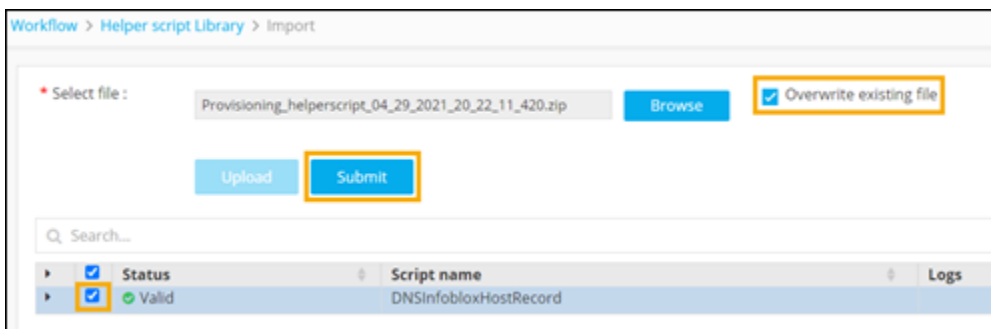 Workflow > Helper script Library > Import
* Select file :
Provisioning_helperscript_04_29_2021_20_22_11_420.zip
Browse
Overwrite existing file
Upload
Submit
Search...
Status Script name Logs
Valid DNSInfobloxHostRecord